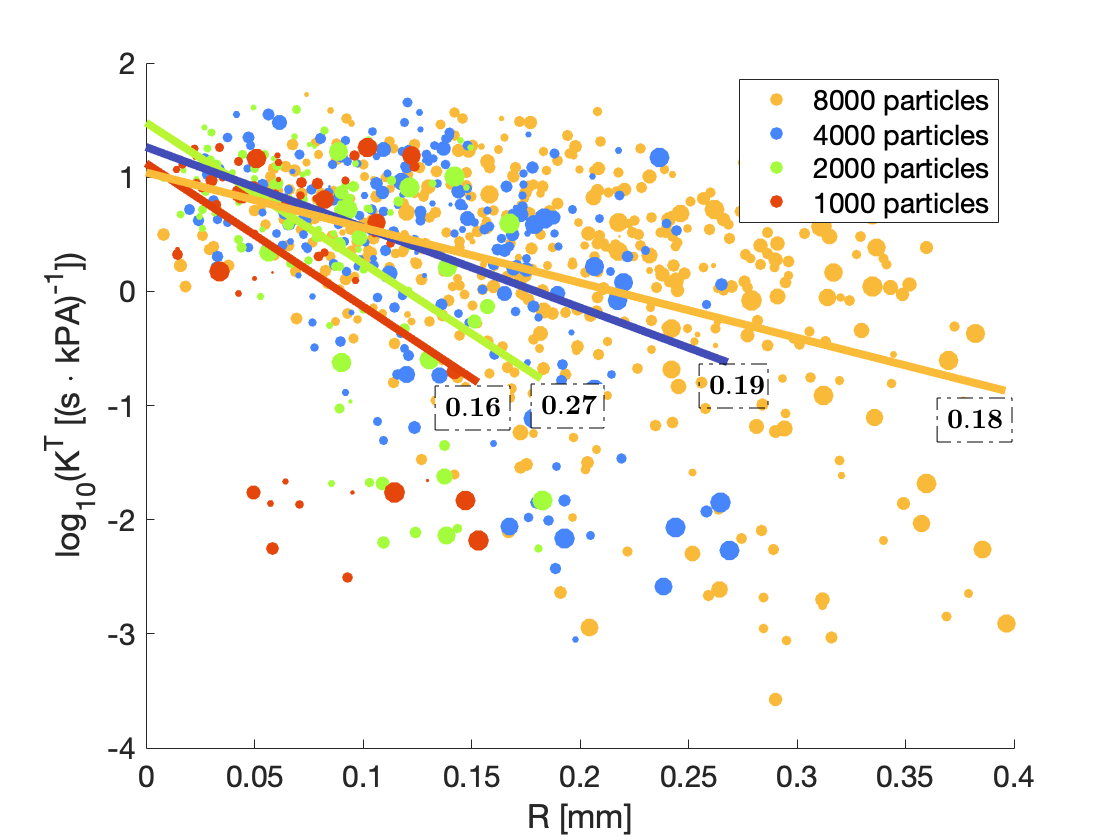 8000 particles
4000 particles
2000 particles
1000 particles
2
1
0
-1
-2
-3
-4
log10(K^T [(s · kPA)^-1])
0.16
0.27
0.19
0.18
0 0.05 0.1 0.15 0.2 0.25 0.3 0.35 0.4
R [mm]